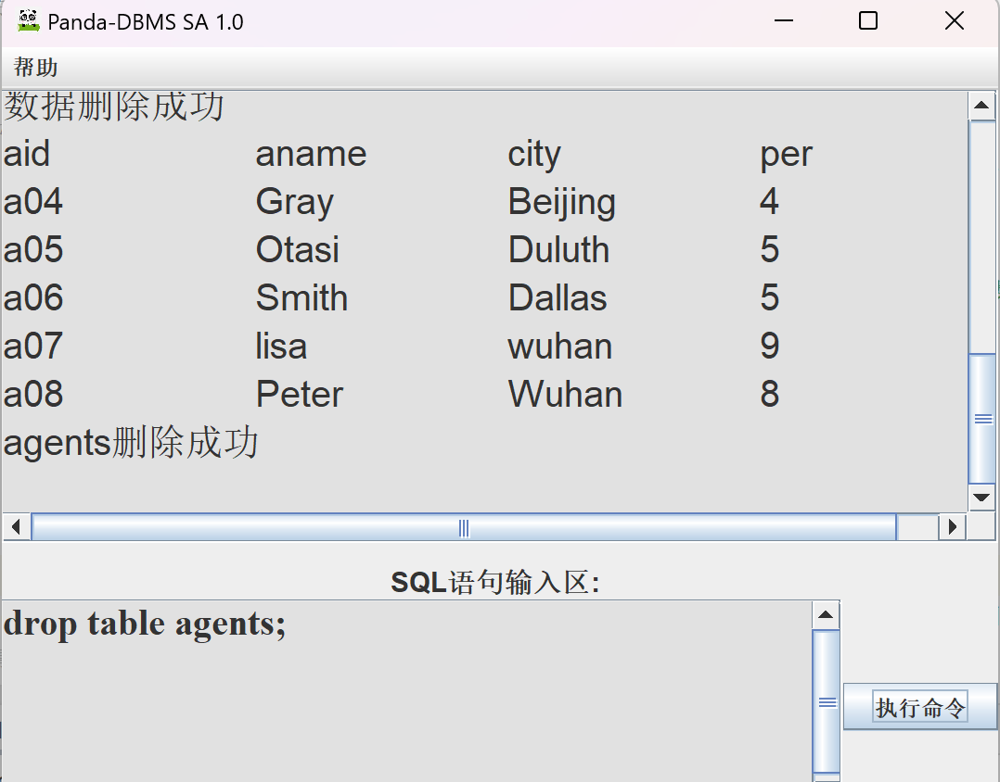 Panda-DBMS SA 1.0
帮助
数据删除成功
aid aname city per
a04 Gray Beijing 4
a05 Otasi Duluth 5
a06 Smith Dallas 5
a07 lisa wuhan 9
a08 Peter Wuhan 8
agents删除成功
SQL语句输入区:
drop table agents;
执行命令